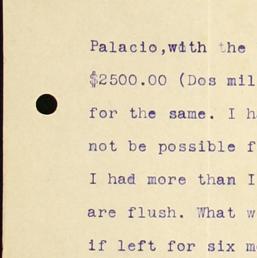 Palacio,with the
$2500.00 (Dos mil
for the same. I h
not be possible f
I had more than I
are flush. What w
if left for six m